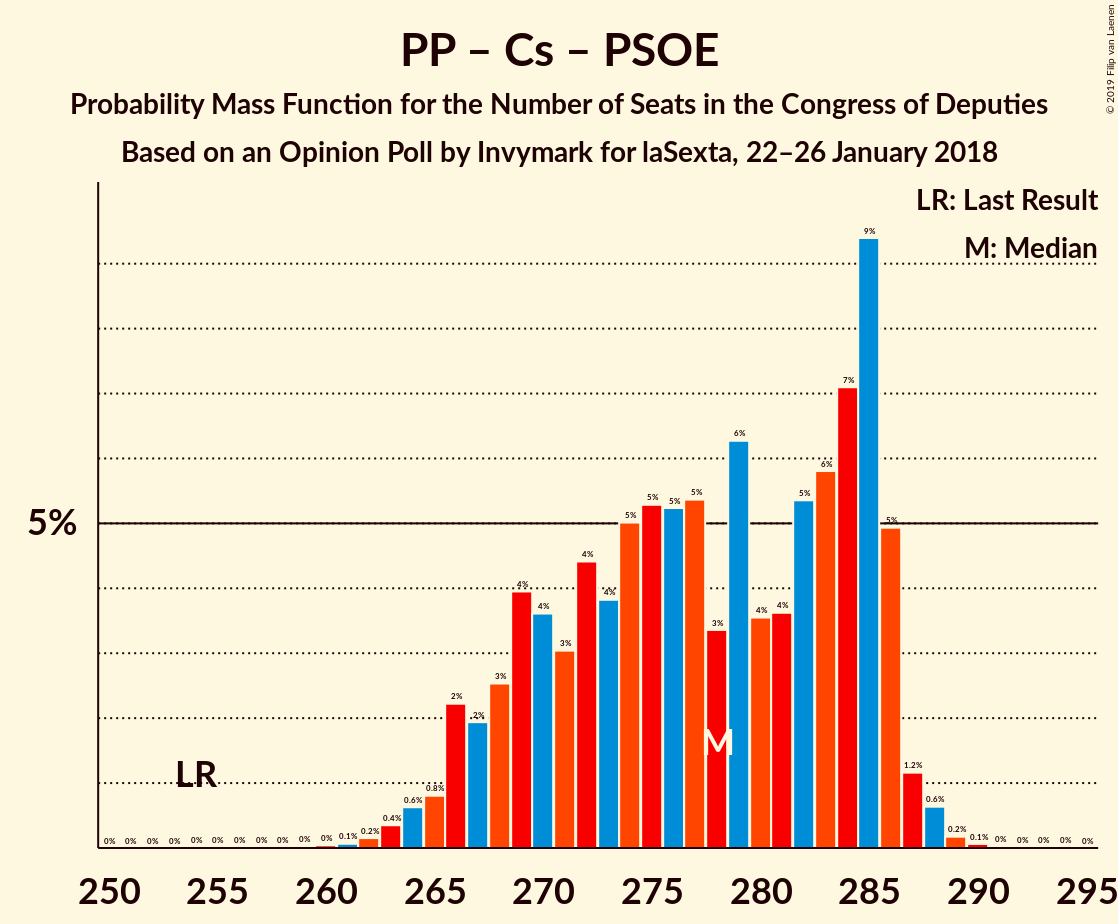 PP – Cs – PSOE
Probability Mass Function for the Number of Seats in the Congress of Deputies
Based on an Opinion Poll by Invymark for laSexta, 22–26 January 2018
© 2019 Filip van Laenen
LR: Last Result
M: Median
5%
0% 0% 0% 0% 0% 0% 0% 0% 0% 0% 0% 0.1% 0.2% 0.4% 0.6% 0.8% 2% 2% 3% 4% 4% 3% 4% 4% 5% 5% 5% 5% 3% 6% 4% 4% 5% 6% 7% 9% 5% 1.2% 0.6% 0.2% 0.1% 0% 0% 0% 0% 0%
LR
M
250 255 260 265 270 275 280 285 290 295